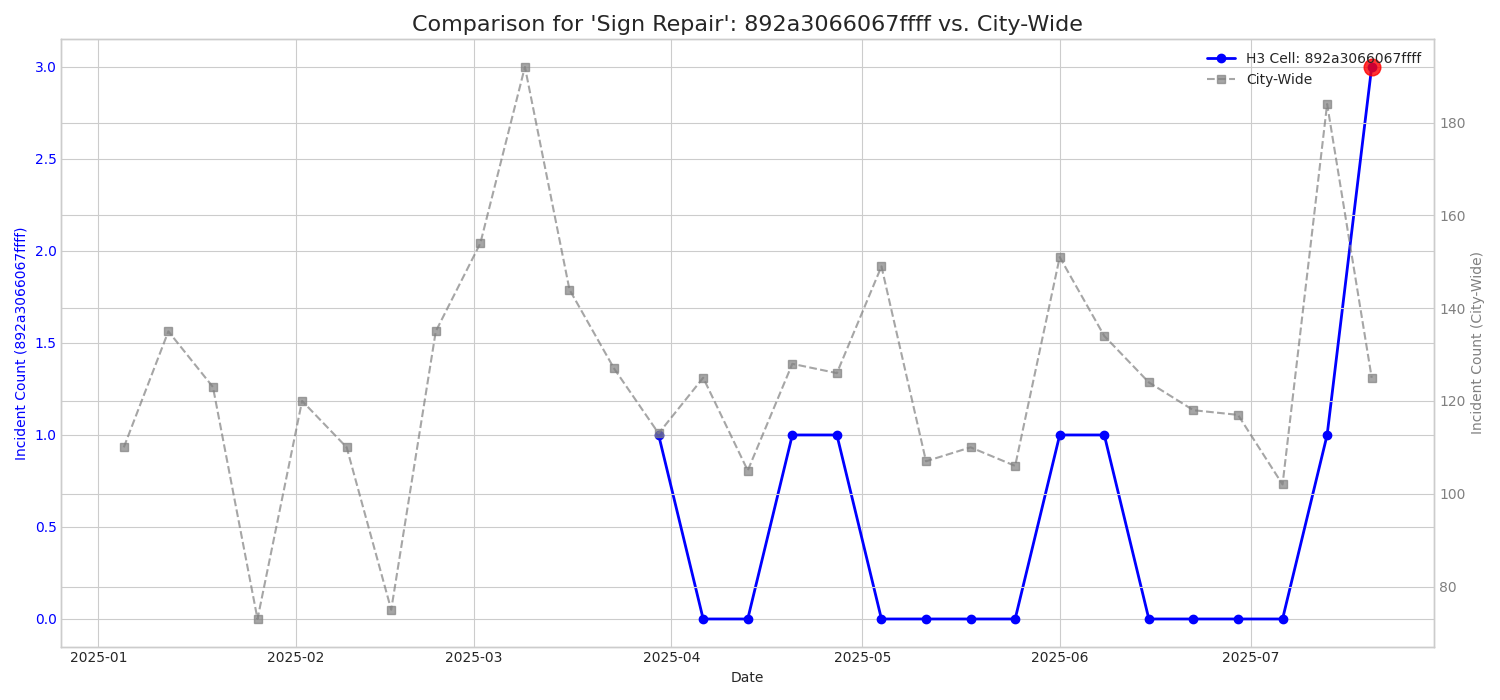 Comparison for 'Sign Repair': 892a3066067ffff vs. City-Wide
H3 Cell: 892a3066067ffff
City-Wide
Incident Count (892a3066067ffff)
3.0
2.5
2.0
1.5
1.0
0.5
0.0
180
160
140
120
100
80
Incident Count (City-Wide)
2025-01 2025-02 2025-03 2025-04 2025-05 2025-06 2025-07
Date